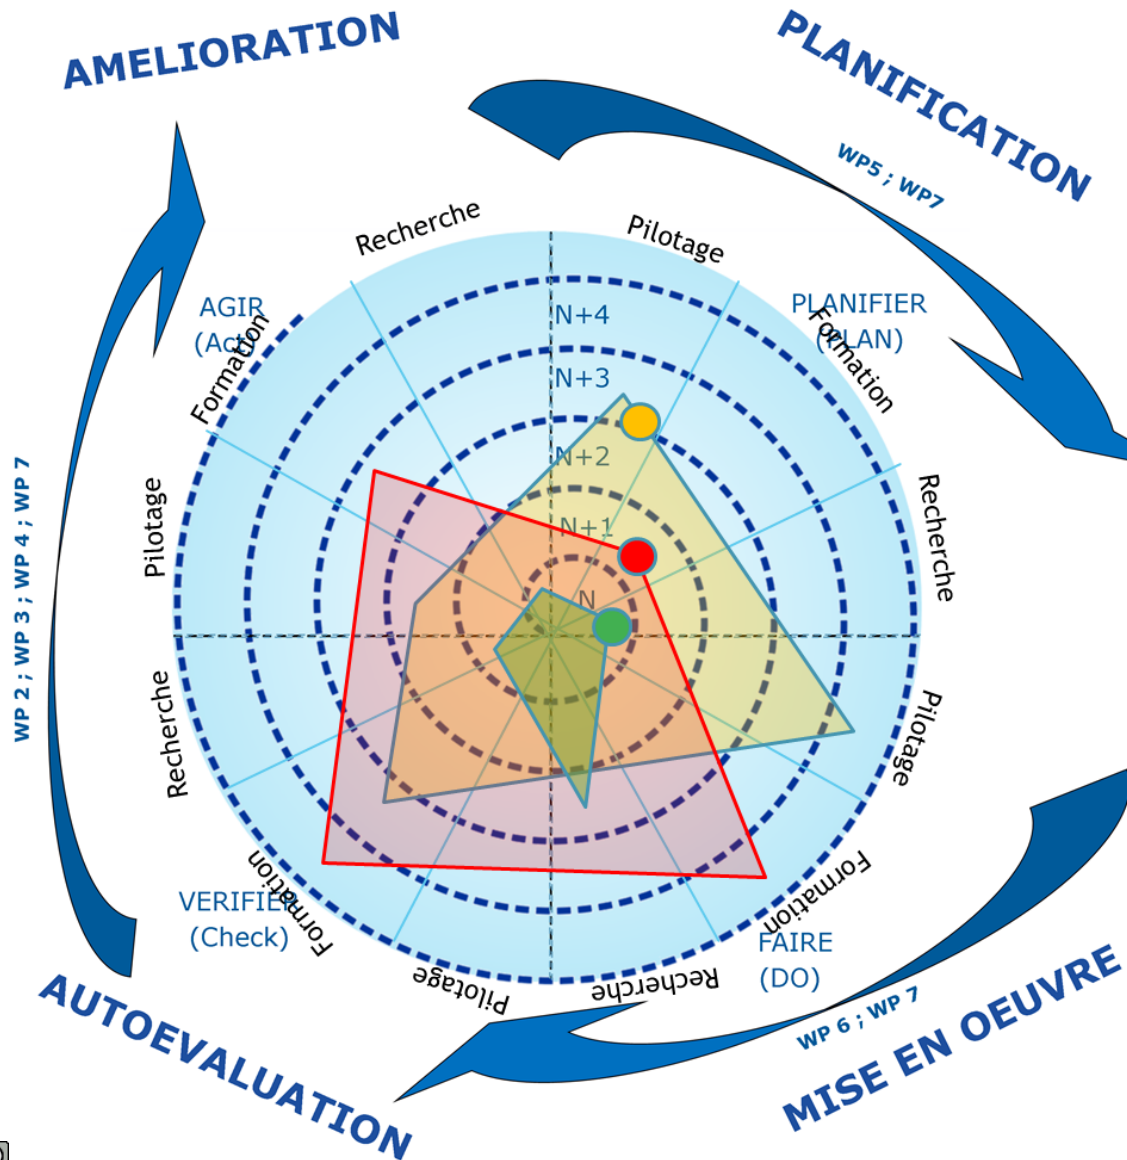 AMELIORATION
PLANIFICATION
WP5 ; WP7
Recherche
Pilotage
AGIR
(Act)
Formation
PLANIFIER
(PLAN)
Formation
N+4
N+3
N+2
N+1
N
Pilotage
Recherche
WP 2 ; WP 3 ; WP 4 ; WP 7
Recherche
Pilotage
Formation
VERIFIER
(Check)
Formation
FAIRE
(DO)
Pilotage
Recherche
WP 6 ; WP 7
AUTOEVALUATION
MISE EN OEUVRE